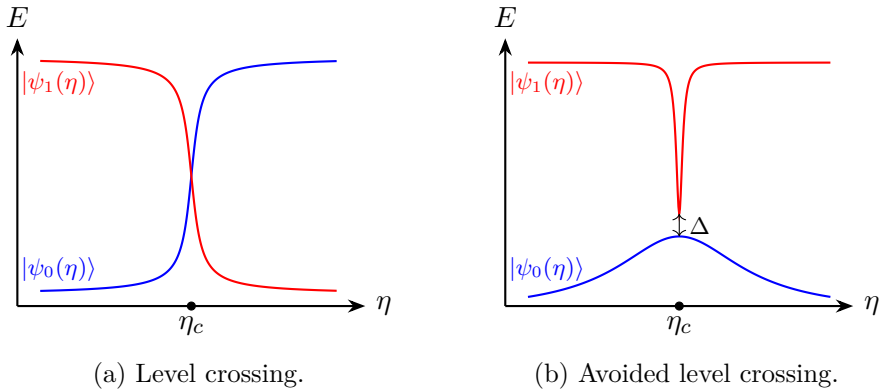 E
|ψ₁(η)⟩
|ψ₀(η)⟩
η
η_c
(a) Level crossing.
E
|ψ₁(η)⟩
Δ
|ψ₀(η)⟩
η
η_c
(b) Avoided level crossing.